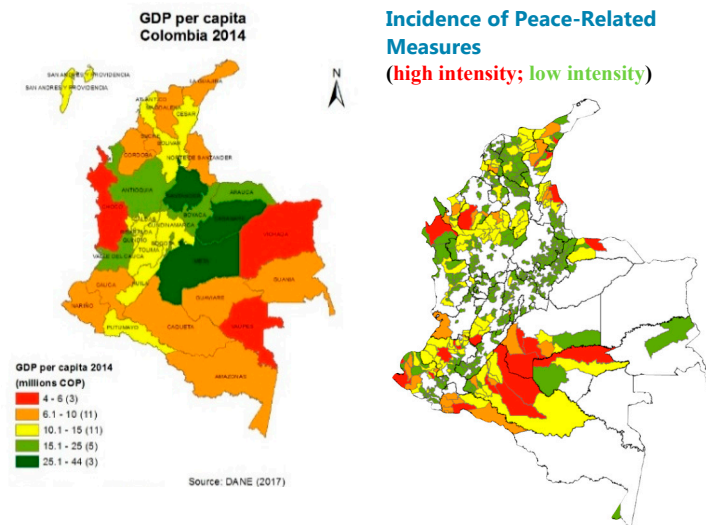 GDP per capita
Colombia 2014
N
SAN ANDRES Y PROVIDENCIA
SAN ANDRES Y PROVIDENCIA
LA GUAJIRA
ATLANTICO
MAGDALENA
CESAR
SUCRE
BOLIVAR
CORDOBA
NORTE DE SANTANDER
ANTIOQUIA
ARAUCA
CHOCO
BOYACA
CALDAS
CUNDINAMARCA
VICHADA
BOGOTA
TOLIMA
VALLE DEL CAUCA
META
GUAINIA
CAUCA
HUILA
GUAVIARE
NARIÑO
VAUPES
PUTUMAYO
CAQUETA
AMAZONAS
GDP per capita 2014
(millions COP)
4 - 6 (3)
6.1 - 10 (11)
10.1 - 15 (11)
15.1 - 25 (5)
25.1 - 44 (3)
Source: DANE (2017)
Incidence of Peace-Related
Measures
(high intensity; low intensity)